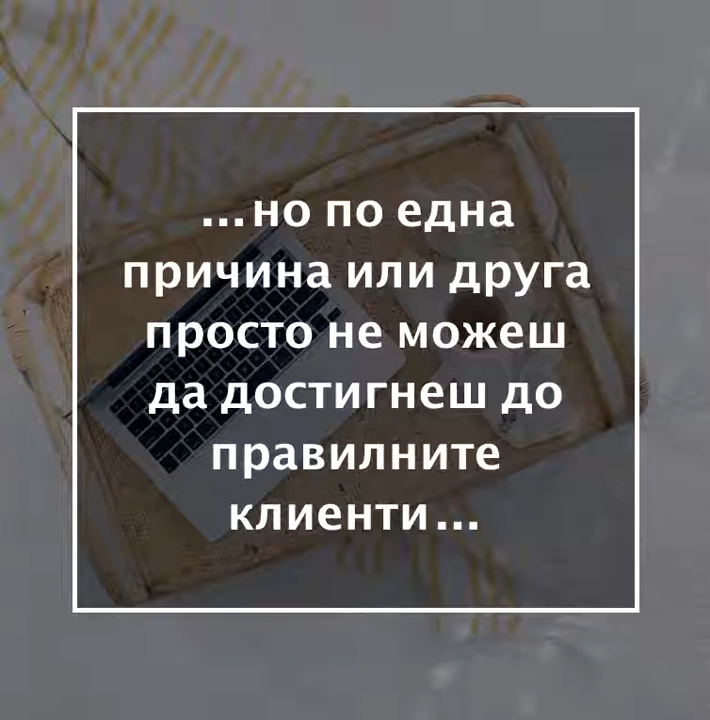 ...но по една
причина или друга
просто не можеш
да достигнеш до
правилните
клиенти...